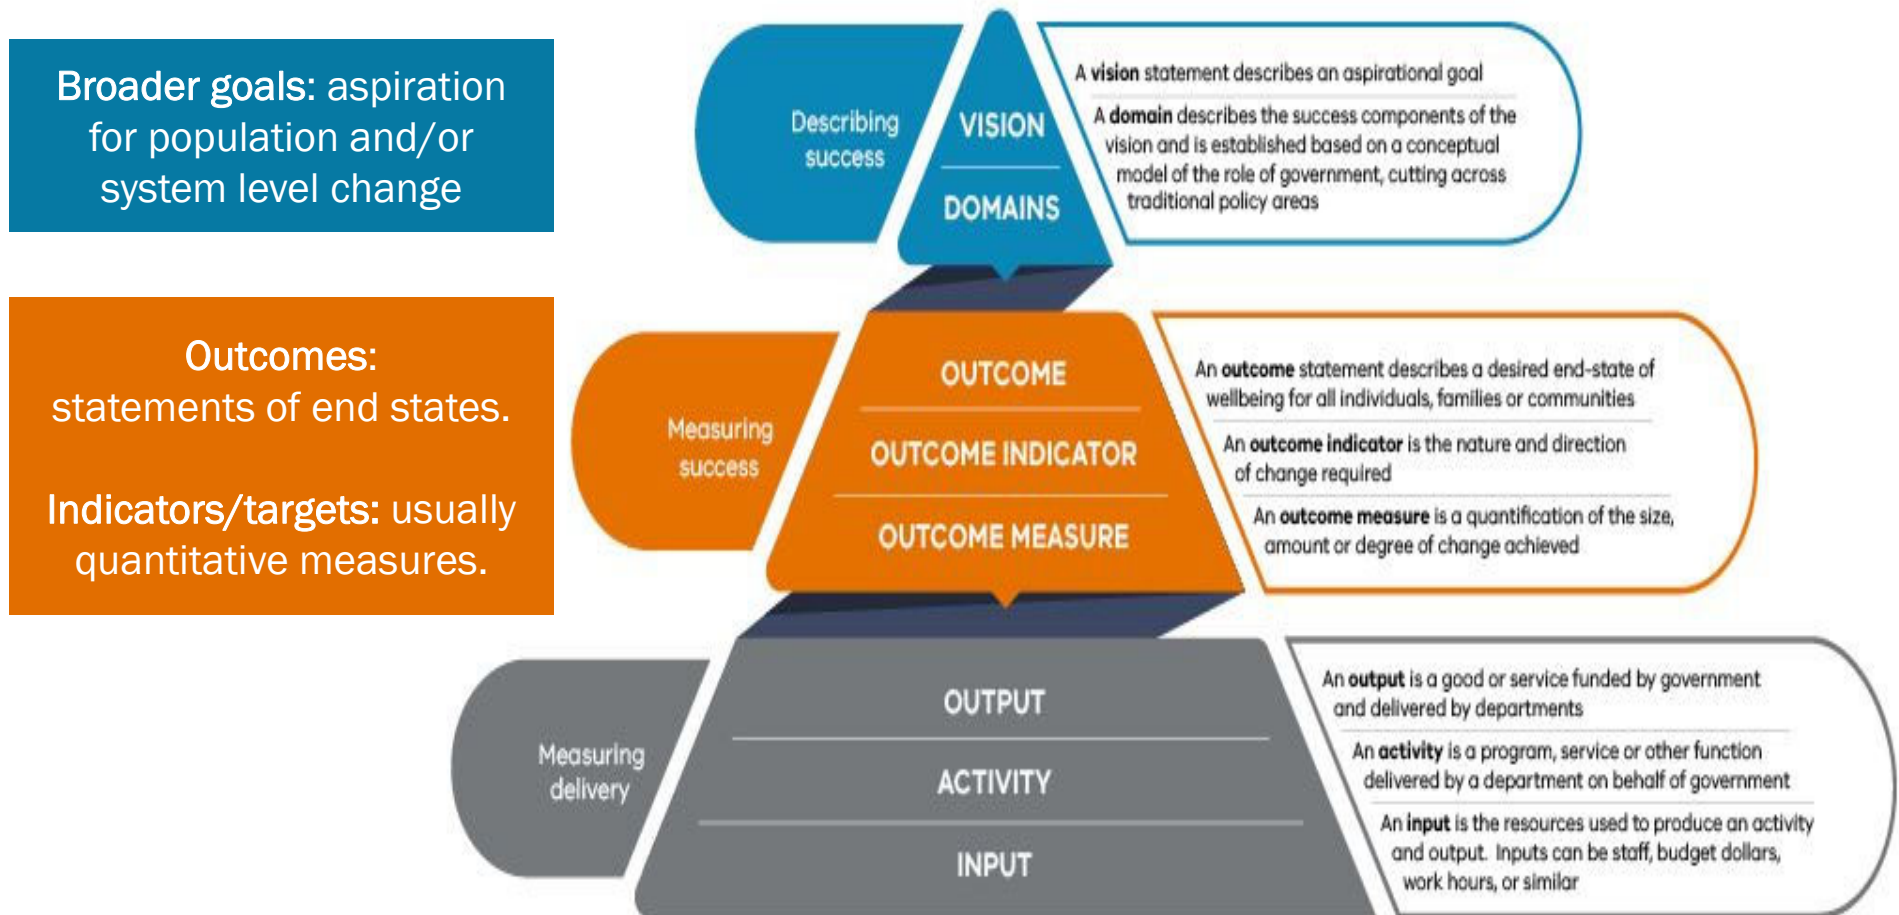 Broader goals: aspiration
for population and/or
system level change
Outcomes:
statements of end states.
Indicators/targets: usually
quantitative measures.
Describing
success
VISION
DOMAINS
A vision statement describes an aspirational goal
A domain describes the success components of the
vision and is established based on a conceptual
model of the role of government, cutting across
traditional policy areas
Measuring
success
OUTCOME
OUTCOME INDICATOR
OUTCOME MEASURE
An outcome statement describes a desired end-state of
wellbeing for all individuals, families or communities
An outcome indicator is the nature and direction
of change required
An outcome measure is a quantification of the size,
amount or degree of change achieved
Measuring
delivery
OUTPUT
ACTIVITY
INPUT
An output is a good or service funded by government
and delivered by departments
An activity is a program, service or other function
delivered by a department on behalf of government
An input is the resources used to produce an activity
and output. Inputs can be staff, budget dollars,
work hours, or similar